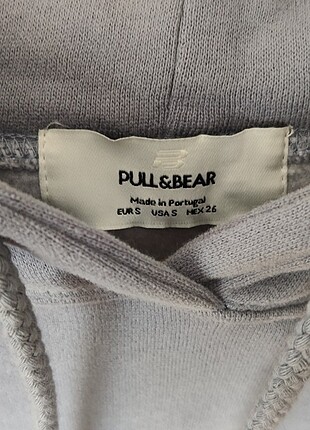 PULL&BEAR
Made in Portugal
EUR S USA S MEX 26